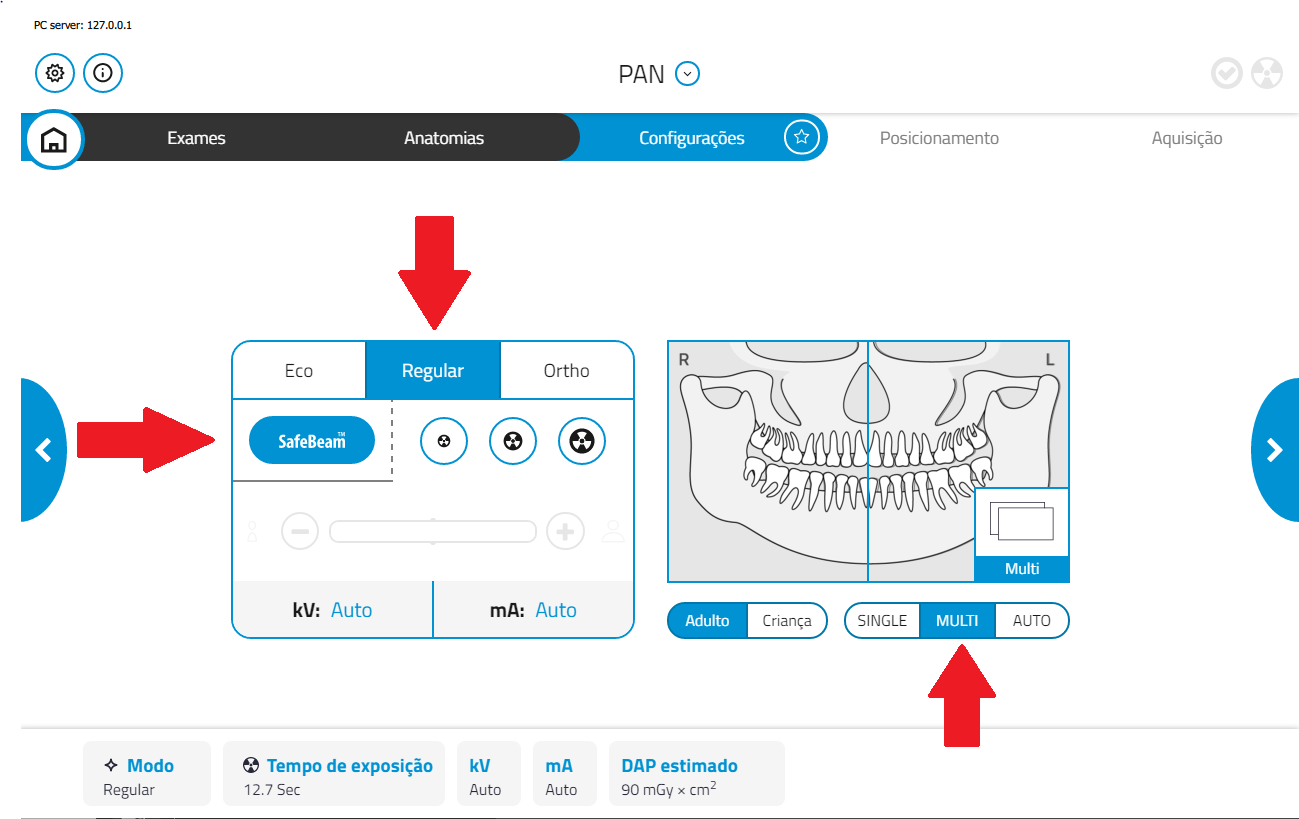 PC server: 127.0.0.1
PAN
Exames Anatomias Configurações Posicionamento Aquisição
Eco Regular Ortho
SafeBeam™
kV: Auto mA: Auto
R L
Multi
Adulto Criança SINGLE MULTI AUTO
Modo Tempo de exposição kV mA DAP estimado
Regular 12.7 Sec Auto Auto 90 mGy × cm²